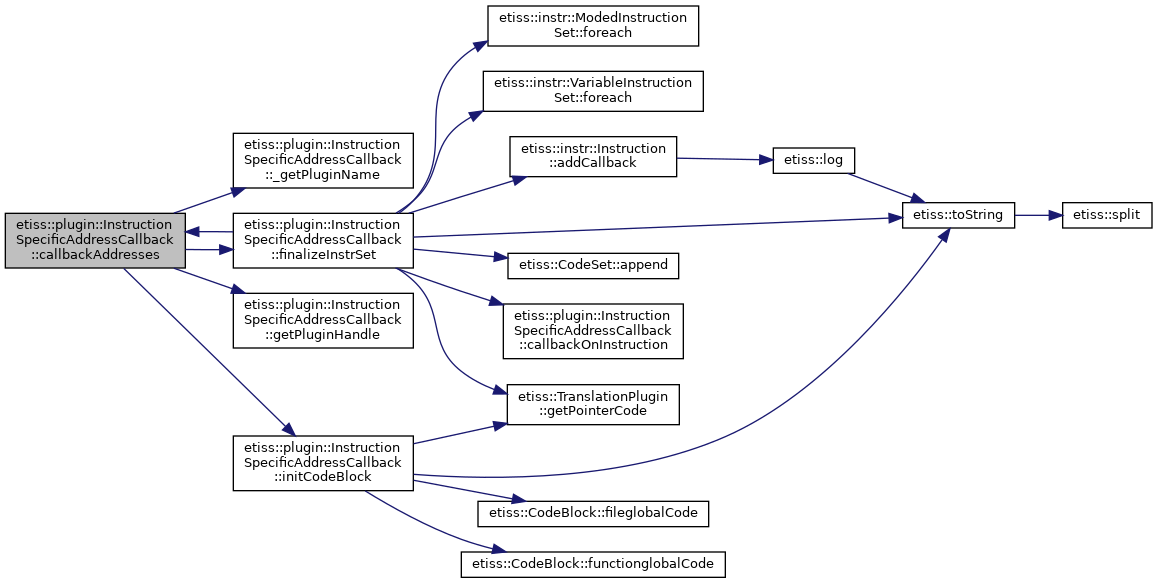 etiss::plugin::Instruction
SpecificAddressCallback
::callbackAddresses
etiss::plugin::Instruction
SpecificAddressCallback
::_getPluginName
etiss::plugin::Instruction
SpecificAddressCallback
::finalizeInstrSet
etiss::plugin::Instruction
SpecificAddressCallback
::getPluginHandle
etiss::plugin::Instruction
SpecificAddressCallback
::initCodeBlock
etiss::instr::ModedInstruction
Set::foreach
etiss::instr::VariableInstruction
Set::foreach
etiss::instr::Instruction
::addCallback
etiss::CodeSet::append
etiss::plugin::Instruction
SpecificAddressCallback
::callbackOnInstruction
etiss::TranslationPlugin
::getPointerCode
etiss::CodeBlock::fileglobalCode
etiss::CodeBlock::functionglobalCode
etiss::log
etiss::toString
etiss::split